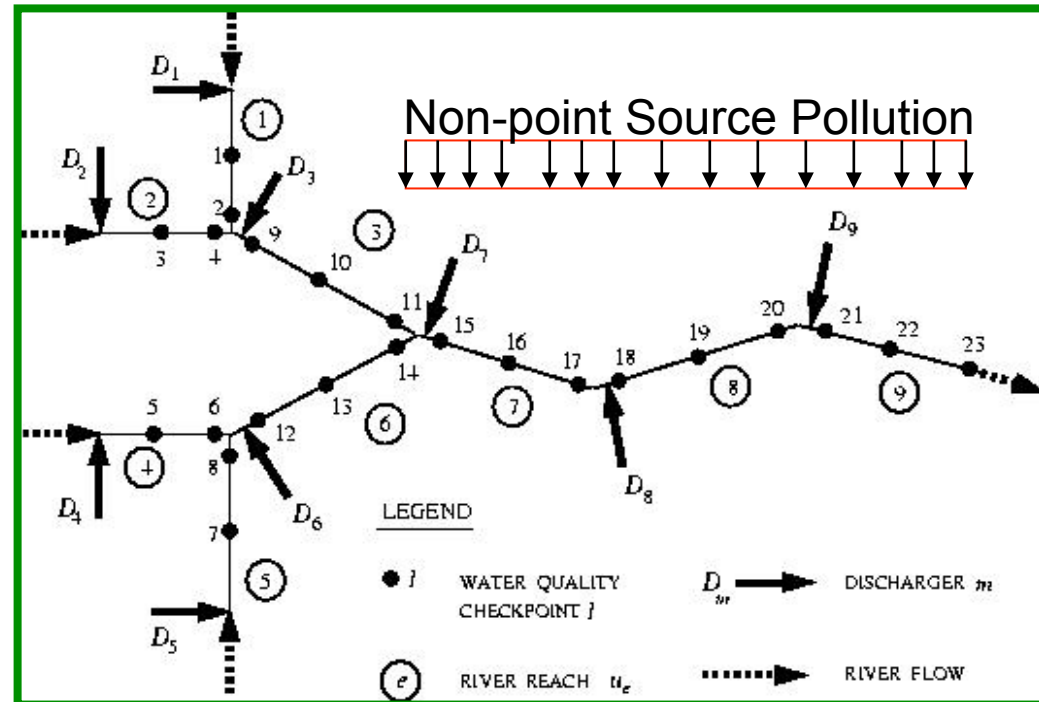 D1
1
Non-point Source Pollution
D2
1
D3
2
2
3
4
9
3
10
D7
D9
11
15
14
16
17
18
19
20
21
22
23
13
6
7
8
9
5
6
12
4
8
D4
D6
D8
7
5
D5
LEGEND
l WATER QUALITY
CHECKPOINT l
Dm DISCHARGER m
e RIVER REACH ue
RIVER FLOW